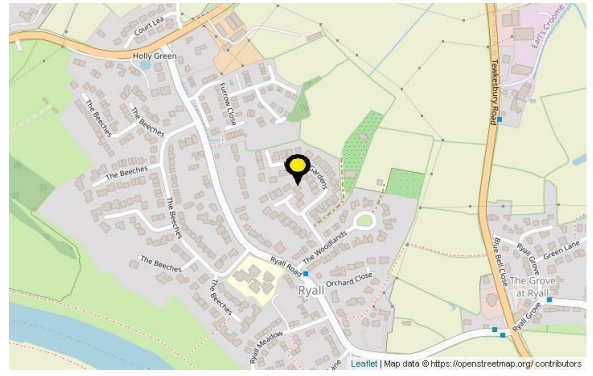 Court Lea
Holly Green
The Beeches
The Beeches
Furrow Close
The Beeches
Gardens
The Beeches
The Beeches
The Beeches
Ryall Road
The Woodlands
Orchard Close
Ryall
Ryall Meadow
Lane
Tewkesbury Road
Earl's Croome
Blue Bell Close
Ryall Grove
Green Lane
The Grove
at Ryall
Ryall Grove
Leaflet | Map data © https://openstreetmap.org/ contributors